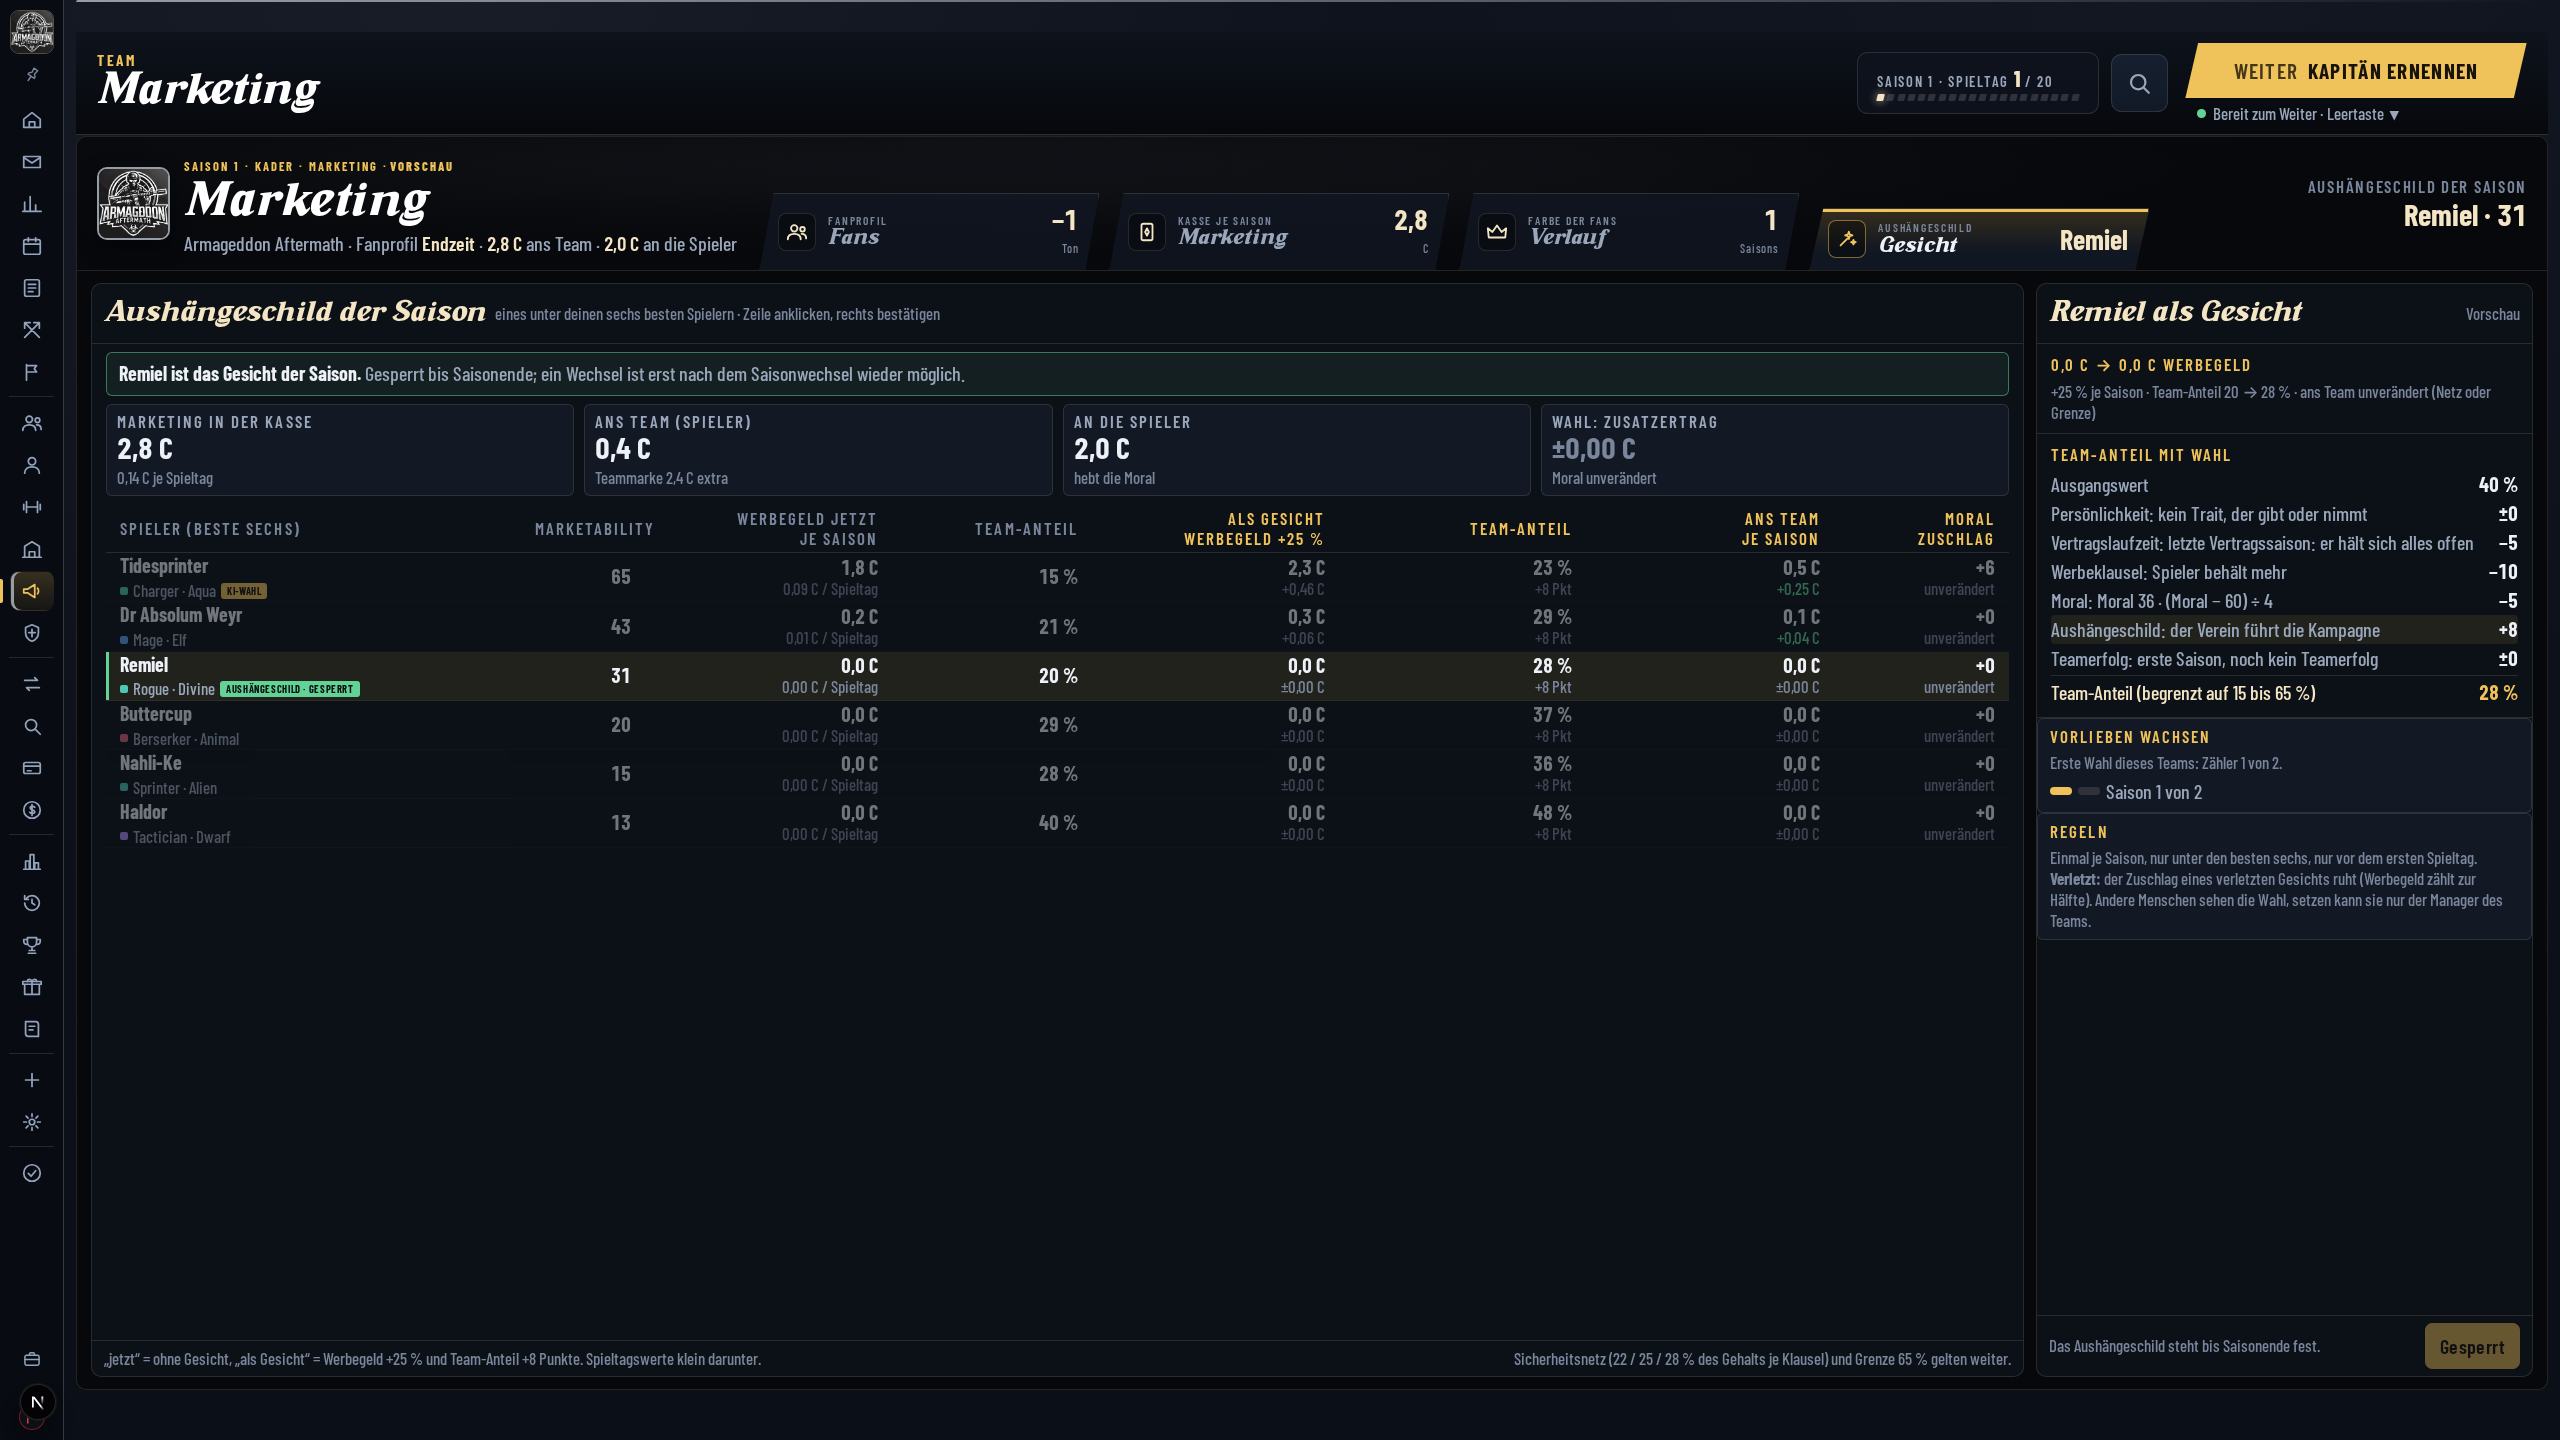 ARMAGEDDON
TEAM
Marketing
SAISON 1 · SPIELTAG 1 / 20
WEITER KAPITÄN ERNENNEN
Bereit zum Weiter · Leertaste ▼
ARMAGEDDON
AFTERMATH
SAISON 1 · KADER · MARKETING · VORSCHAU
Marketing
Armageddon Aftermath · Fanprofil Endzeit · 2,8 C ans Team · 2,0 C an die Spieler
FANPROFIL
Fans
−1
Ton
KASSE JE SAISON
Marketing
2,8
C
FARBE DER FANS
Verlauf
1
Saisons
AUSHÄNGESCHILD
Gesicht
Remiel
AUSHÄNGESCHILD DER SAISON
Remiel · 31
Aushängeschild der Saison eines unter deinen sechs besten Spielern · Zeile anklicken, rechts bestätigen
Remiel ist das Gesicht der Saison. Gesperrt bis Saisonende; ein Wechsel ist erst nach dem Saisonwechsel wieder möglich.
MARKETING IN DER KASSE
2,8 C
0,14 C je Spieltag
ANS TEAM (SPIELER)
0,4 C
Teammarke 2,4 C extra
AN DIE SPIELER
2,0 C
hebt die Moral
WAHL: ZUSATZERTRAG
±0,00 C
Moral unverändert
SPIELER (BESTE SECHS) MARKETABILITY WERBEGELD JETZT JE SAISON TEAM-ANTEIL ALS GESICHT WERBEGELD +25 % TEAM-ANTEIL ANS TEAM JE SAISON MORAL ZUSCHLAG
Tidesprinter 65 1,8 C 15 % 2,3 C 23 % 0,5 C +6
Charger · Aqua KI-WAHL 0,09 C / Spieltag +0,46 C +8 Pkt +0,25 C unverändert
Dr Absolum Weyr 43 0,2 C 21 % 0,3 C 29 % 0,1 C +0
Mage · Elf 0,01 C / Spieltag +0,06 C +8 Pkt +0,04 C unverändert
Remiel 31 0,0 C 20 % 0,0 C 28 % 0,0 C +0
Rogue · Divine AUSHÄNGESCHILD · GESPERRT 0,00 C / Spieltag ±0,00 C +8 Pkt ±0,00 C unverändert
Buttercup 20 0,0 C 29 % 0,0 C 37 % 0,0 C +0
Berserker · Animal 0,00 C / Spieltag ±0,00 C +8 Pkt ±0,00 C unverändert
Nahli-Ke 15 0,0 C 28 % 0,0 C 36 % 0,0 C +0
Sprinter · Alien 0,00 C / Spieltag ±0,00 C +8 Pkt ±0,00 C unverändert
Haldor 13 0,0 C 40 % 0,0 C 48 % 0,0 C +0
Tactician · Dwarf 0,00 C / Spieltag ±0,00 C +8 Pkt ±0,00 C unverändert
„jetzt“ = ohne Gesicht, „als Gesicht“ = Werbegeld +25 % und Team-Anteil +8 Punkte. Spieltagswerte klein darunter.
Sicherheitsnetz (22 / 25 / 28 % des Gehalts je Klausel) und Grenze 65 % gelten weiter.
Remiel als Gesicht Vorschau
0,0 C → 0,0 C WERBEGELD
+25 % je Saison · Team-Anteil 20 → 28 % · ans Team unverändert (Netz oder
Grenze)
TEAM-ANTEIL MIT WAHL
Ausgangswert 40 %
Persönlichkeit: kein Trait, der gibt oder nimmt ±0
Vertragslaufzeit: letzte Vertragssaison: er hält sich alles offen −5
Werbeklausel: Spieler behält mehr −10
Moral: Moral 36 · (Moral − 60) ÷ 4 −5
Aushängeschild: der Verein führt die Kampagne +8
Teamerfolg: erste Saison, noch kein Teamerfolg ±0
Team-Anteil (begrenzt auf 15 bis 65 %) 28 %
VORLIEBEN WACHSEN
Erste Wahl dieses Teams: Zähler 1 von 2.
Saison 1 von 2
REGELN
Einmal je Saison, nur unter den besten sechs, nur vor dem ersten Spieltag.
Verletzt: der Zuschlag eines verletzten Gesichts ruht (Werbegeld zählt zur
Hälfte). Andere Menschen sehen die Wahl, setzen kann sie nur der Manager des
Teams.
Das Aushängeschild steht bis Saisonende fest.
Gesperrt
N